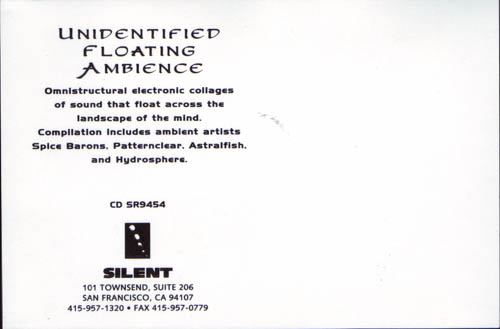 UNIDENTIFIED
FLOATING
AMBIENCE
Omnistructural electronic collages
of sound that float across the
landscape of the mind.
Compilation includes ambient artists
Spice Barons, Patternclear, Astralfish,
and Hydrosphere.
CD SR9454
SILENT
101 TOWNSEND, SUITE 206
SAN FRANCISCO, CA 94107
415-957-1320 • FAX 415-957-0779